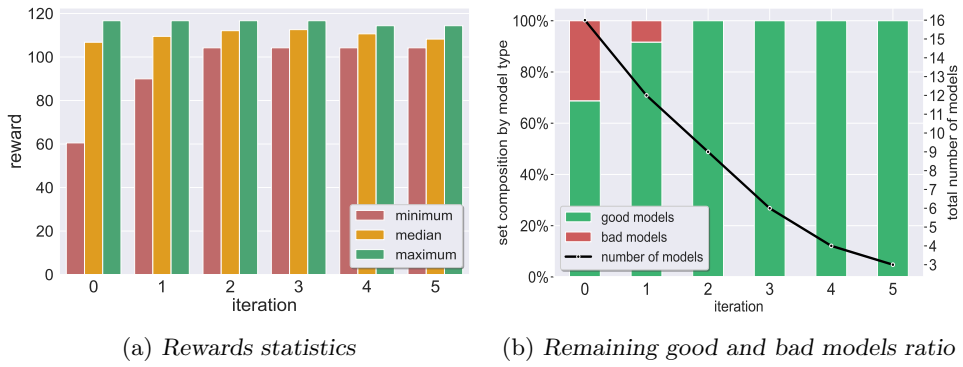 120
100
80
60
40
20
0
reward
0 1 2 3 4 5
iteration
minimum
median
maximum
(a) Rewards statistics
100%
80%
60%
40%
20%
0%
set composition by model type
0 1 2 3 4 5
iteration
good models
bad models
number of models
16
15
14
13
12
11
10
9
8
7
6
5
4
3
total number of models
(b) Remaining good and bad models ratio